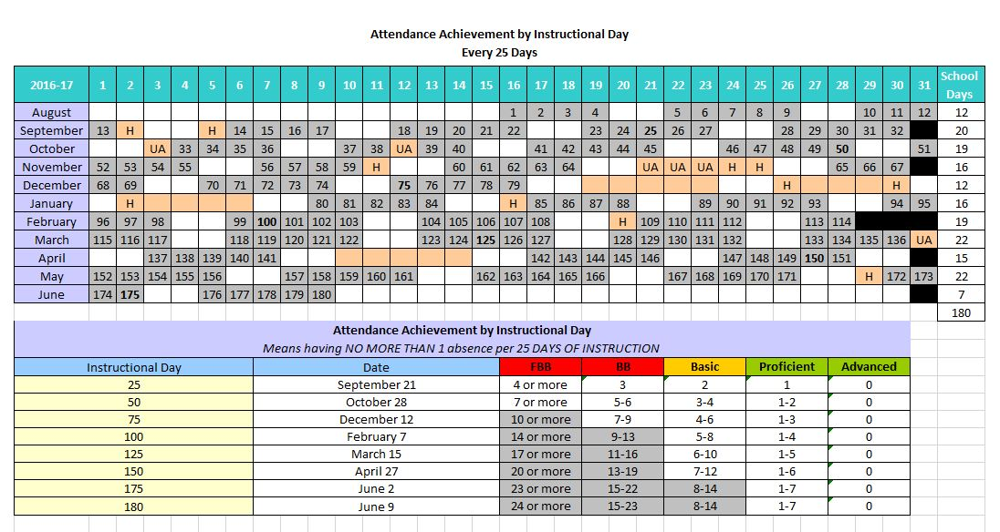 Attendance Achievement by Instructional Day
Every 25 Days
2016-17 1 2 3 4 5 6 7 8 9 10 11 12 13 14 15 16 17 18 19 20 21 22 23 24 25 26 27 28 29 30 31 School Days
August 1 2 3 4 5 6 7 8 9 10 11 12 12
September 13 H H 14 15 16 17 18 19 20 21 22 23 24 25 26 27 28 29 30 31 32 20
October UA 33 34 35 36 37 38 UA 39 40 41 42 43 44 45 46 47 48 49 50 51 19
November 52 53 54 55 56 57 58 59 H 60 61 62 63 64 UA UA UA H H 65 66 67 16
December 68 69 70 71 72 73 74 75 76 77 78 79 H H 12
January H 80 81 82 83 84 H 85 86 87 88 89 90 91 92 93 94 95 16
February 96 97 98 99 100 101 102 103 104 105 106 107 108 H 109 110 111 112 113 114 19
March 115 116 117 118 119 120 121 122 123 124 125 126 127 128 129 130 131 132 133 134 135 136 UA 22
April 137 138 139 140 141 142 143 144 145 146 147 148 149 150 151 15
May 152 153 154 155 156 157 158 159 160 161 162 163 164 165 166 167 168 169 170 171 H 172 173 22
June 174 175 176 177 178 179 180 7
180
Attendance Achievement by Instructional Day
Means having NO MORE THAN 1 absence per 25 DAYS OF INSTRUCTION
Instructional Day Date FBB BB Basic Proficient Advanced
25 September 21 4 or more 3 2 1 0
50 October 28 7 or more 5-6 3-4 1-2 0
75 December 12 10 or more 7-9 4-6 1-3 0
100 February 7 14 or more 9-13 5-8 1-4 0
125 March 15 17 or more 11-16 6-10 1-5 0
150 April 27 20 or more 13-19 7-12 1-6 0
175 June 2 23 or more 15-22 8-14 1-7 0
180 June 9 24 or more 15-23 8-14 1-7 0